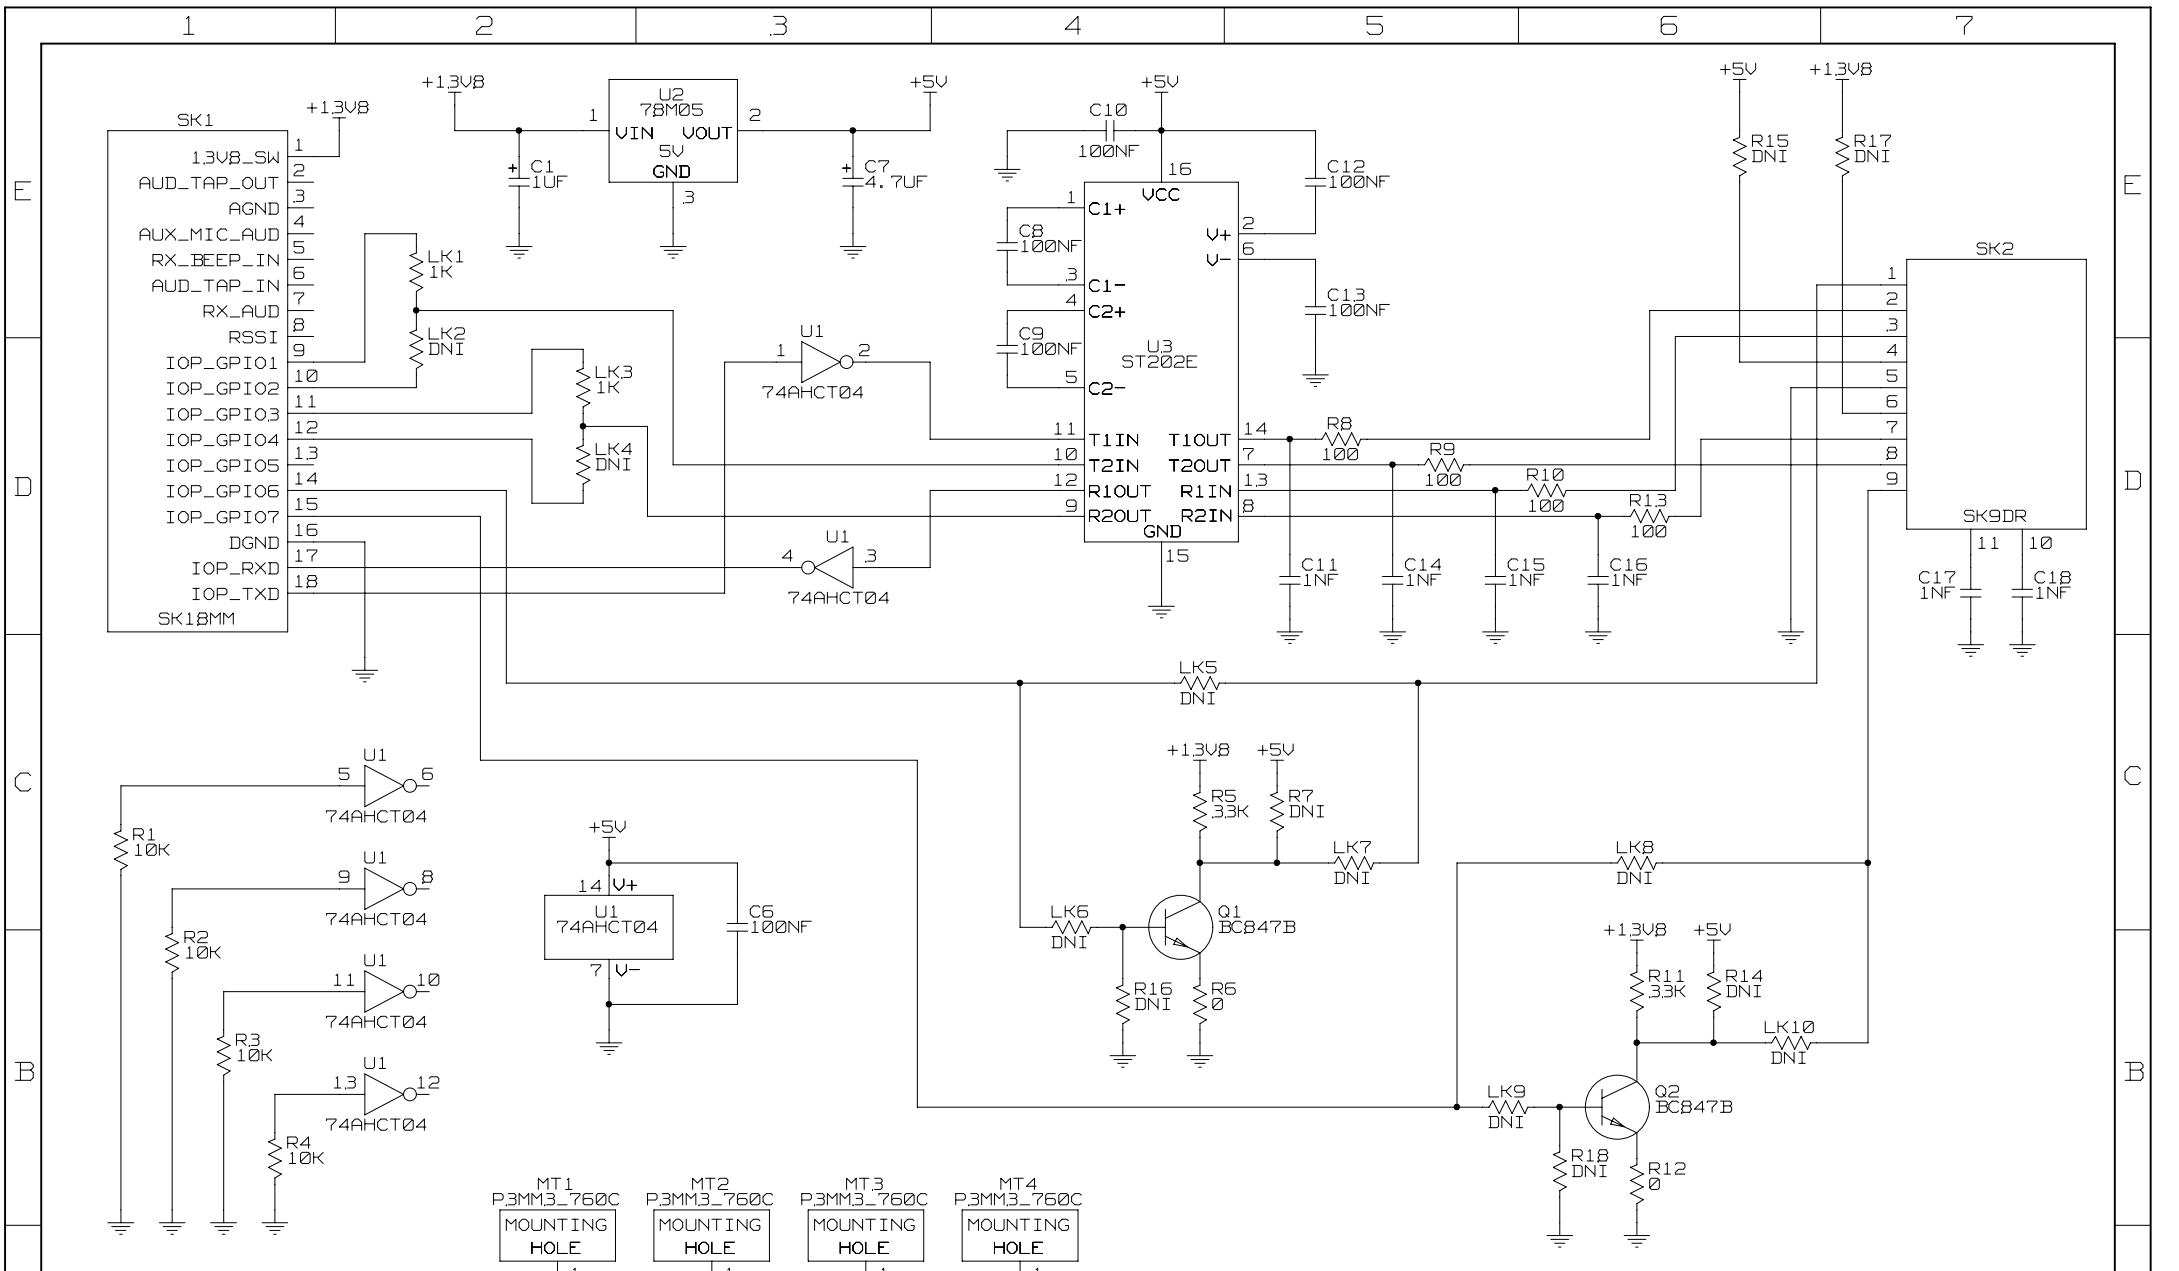 1 2 3 4 5 6 7
E
D
C
B
E
D
C
B
SK1
+13V8
13V8_SW 1
AUD_TAP_OUT 2
AGND 3
AUX_MIC_AUD 4
RX_BEEP_IN 5
AUD_TAP_IN 6
RX_AUD 7
RSSI 8
IOP_GPIO1 9
IOP_GPIO2 10
IOP_GPIO3 11
IOP_GPIO4 12
IOP_GPIO5 13
IOP_GPIO6 14
IOP_GPIO7 15
DGND 16
IOP_RXD 17
IOP_TXD 18
SK18MM
+13V8
C1
1UF
U2
78M05
1 VIN VOUT 2
5V
GND
3
+5V
C7
4.7UF
LK1
1K
LK2
DNI
LK3
1K
LK4
DNI
U1
1 2
74AHCT04
U1
4 3
74AHCT04
+5V
C10
100NF
C12
100NF
C8
100NF
C9
100NF
C13
100NF
16
VCC
1 C1+
V+ 2
V- 6
3 C1-
4 C2+
U3
ST202E
5 C2-
11 T1IN T1OUT 14
10 T2IN T2OUT 7
12 R1OUT R1IN 13
9 R2OUT R2IN 8
GND
15
R8
100
R9
100
R10
100
R13
100
C11
1NF
C14
1NF
C15
1NF
C16
1NF
+5V
R15
DNI
+13V8
R17
DNI
SK2
1
2
3
4
5
6
7
8
9
SK9DR
11 10
C17
1NF
C18
1NF
LK5
DNI
U1
5 6
74AHCT04
R1
10K
U1
9 8
74AHCT04
R2
10K
U1
11 10
74AHCT04
R3
10K
U1
13 12
74AHCT04
R4
10K
+5V
14 V+
U1
74AHCT04
7 V-
C6
100NF
+13V8 +5V
R5
33K
R7
DNI
LK7
DNI
LK6
DNI
Q1
BC847B
R16
DNI
R6
0
LK8
DNI
+13V8 +5V
R11
33K
R14
DNI
LK10
DNI
LK9
DNI
Q2
BC847B
R18
DNI
R12
0
MT1
P3MM3_760C
MOUNTING
HOLE
1
MT2
P3MM3_760C
MOUNTING
HOLE
1
MT3
P3MM3_760C
MOUNTING
HOLE
1
MT4
P3MM3_760C
MOUNTING
HOLE
1